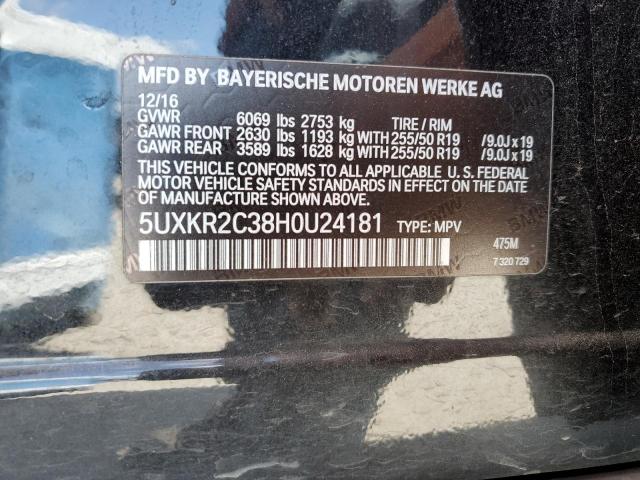 MFD BY BAYERISCHE MOTOREN WERKE AG
12/16
GVWR 6069 lbs 2753 kg TIRE / RIM
GAWR FRONT 2630 lbs 1193 kg WITH 255/50 R19 /9.0J x 19
GAWR REAR 3589 lbs 1628 kg WITH 255/50 R19 /9.0J x 19
THIS VEHICLE CONFORMS TO ALL APPLICABLE U. S. FEDERAL
MOTOR VEHICLE SAFETY STANDARDS IN EFFECT ON THE DATE
OF MANUFACTURE SHOWN ABOVE.
5UXKR2C38H0U24181 TYPE: MPV 475M
7 320 729